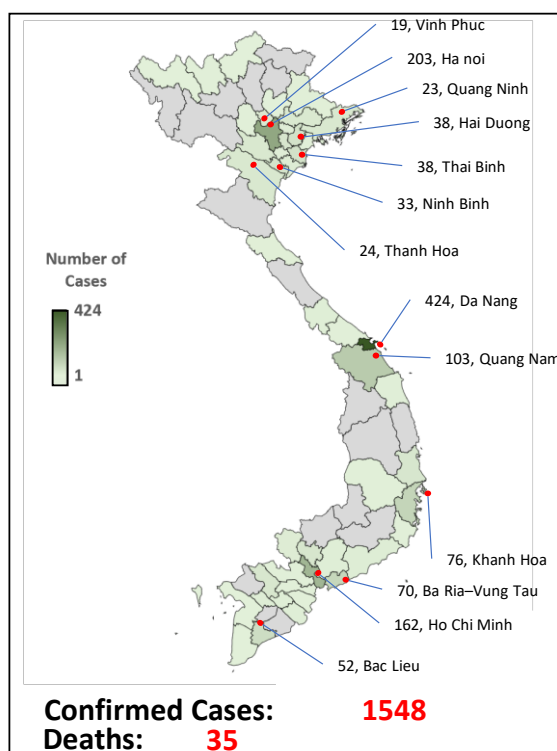 19, Vinh Phuc
203, Ha noi
23, Quang Ninh
38, Hai Duong
38, Thai Binh
33, Ninh Binh
24, Thanh Hoa
Number of
Cases
424
1
424, Da Nang
103, Quang Nam
76, Khanh Hoa
70, Ba Ria–Vung Tau
162, Ho Chi Minh
52, Bac Lieu
Confirmed Cases: 1548
Deaths: 35